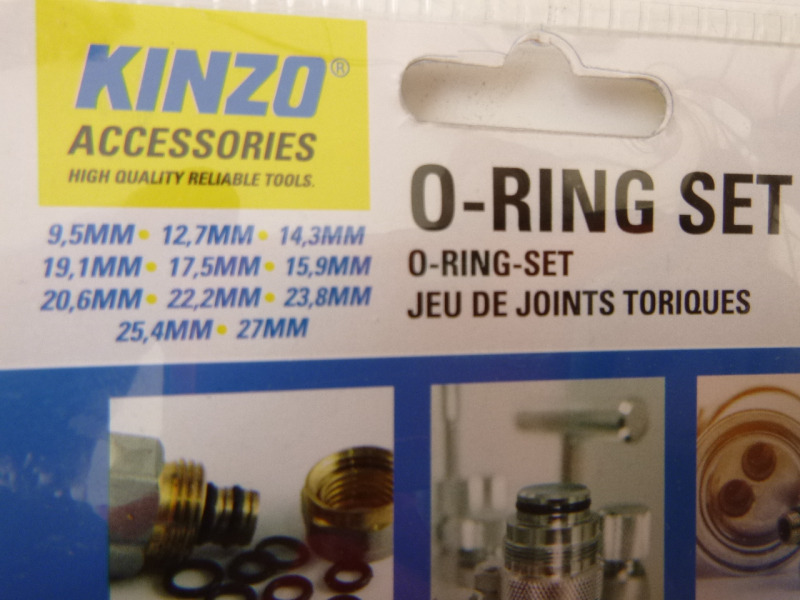 KINZO®
ACCESSORIES
HIGH QUALITY RELIABLE TOOLS.
9,5MM • 12,7MM • 14,3MM
19,1MM • 17,5MM • 15,9MM
20,6MM • 22,2MM • 23,8MM
25,4MM • 27MM
O-RING SET
O-RING-SET
JEU DE JOINTS TORIQUES